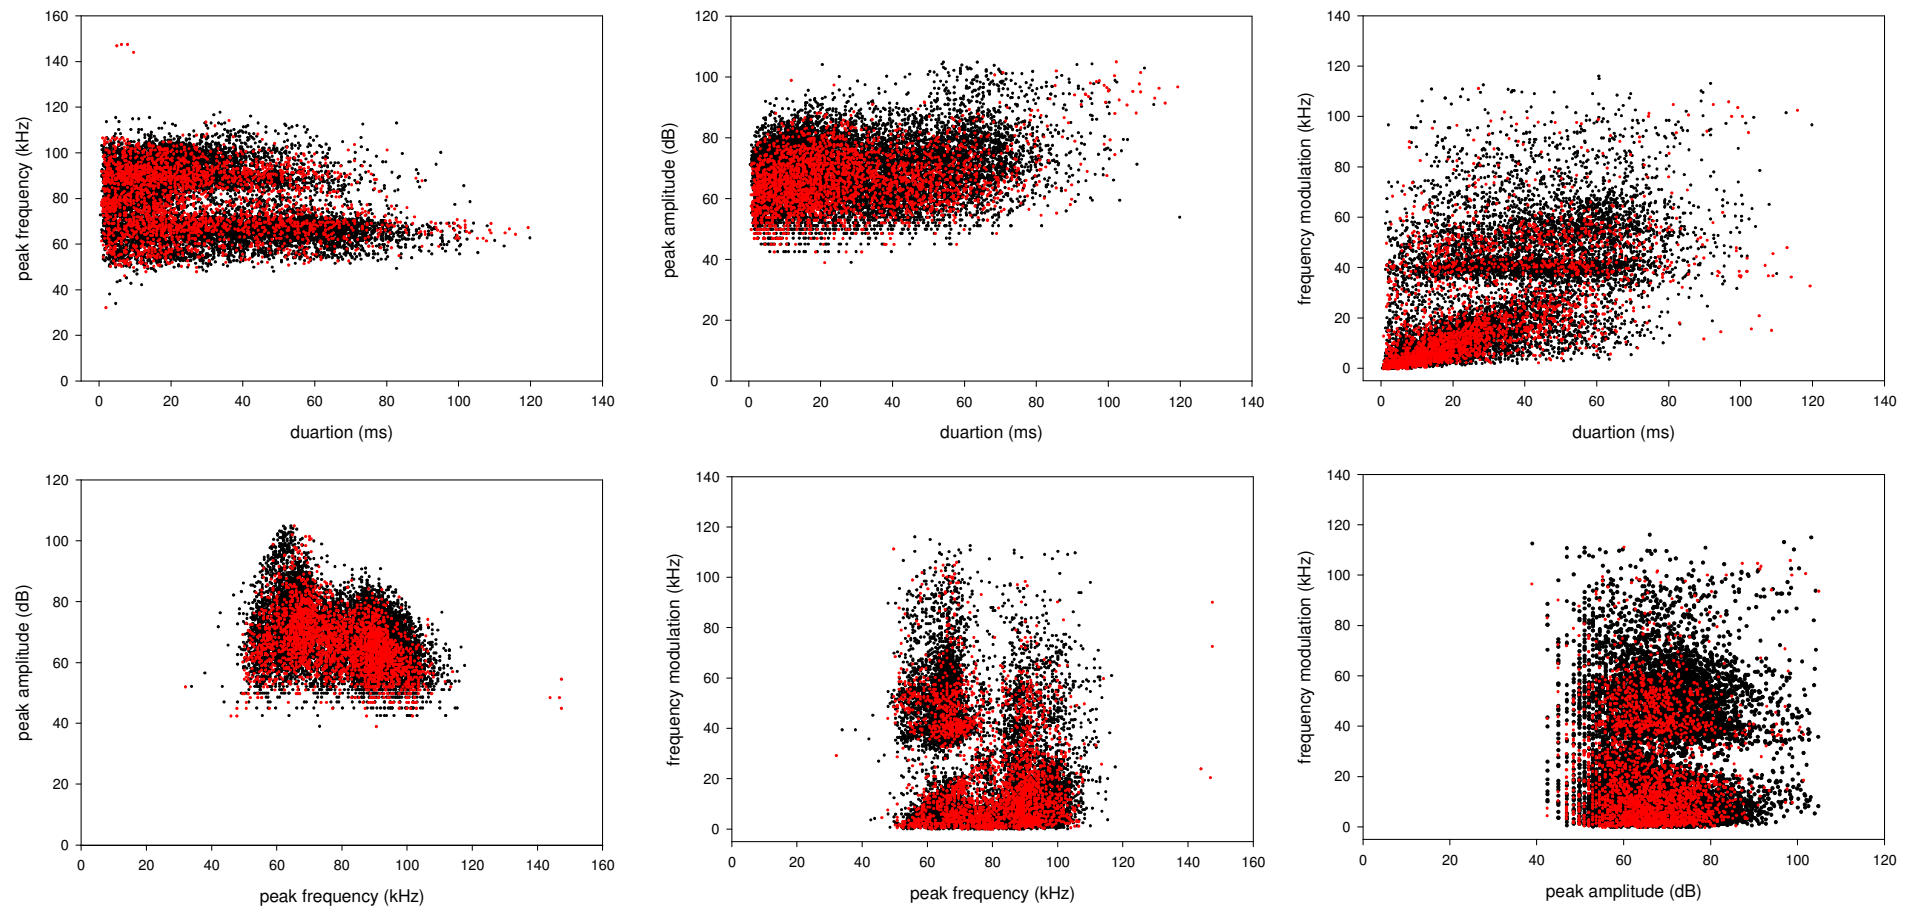 160
140
120
100
80
60
40
20
0
peak frequency (kHz)
0 20 40 60 80 100 120 140
duartion (ms)
120
100
80
60
40
20
0
peak amplitude (dB)
0 20 40 60 80 100 120 140
duartion (ms)
140
120
100
80
60
40
20
0
frequency modulation (kHz)
0 20 40 60 80 100 120 140
duartion (ms)
120
100
80
60
40
20
0
peak amplitude (dB)
0 20 40 60 80 100 120 140 160
peak frequency (kHz)
140
120
100
80
60
40
20
0
frequency modulation (kHz)
0 20 40 60 80 100 120 140 160
peak frequency (kHz)
140
120
100
80
60
40
20
0
frequency modulation (kHz)
0 20 40 60 80 100 120
peak amplitude (dB)